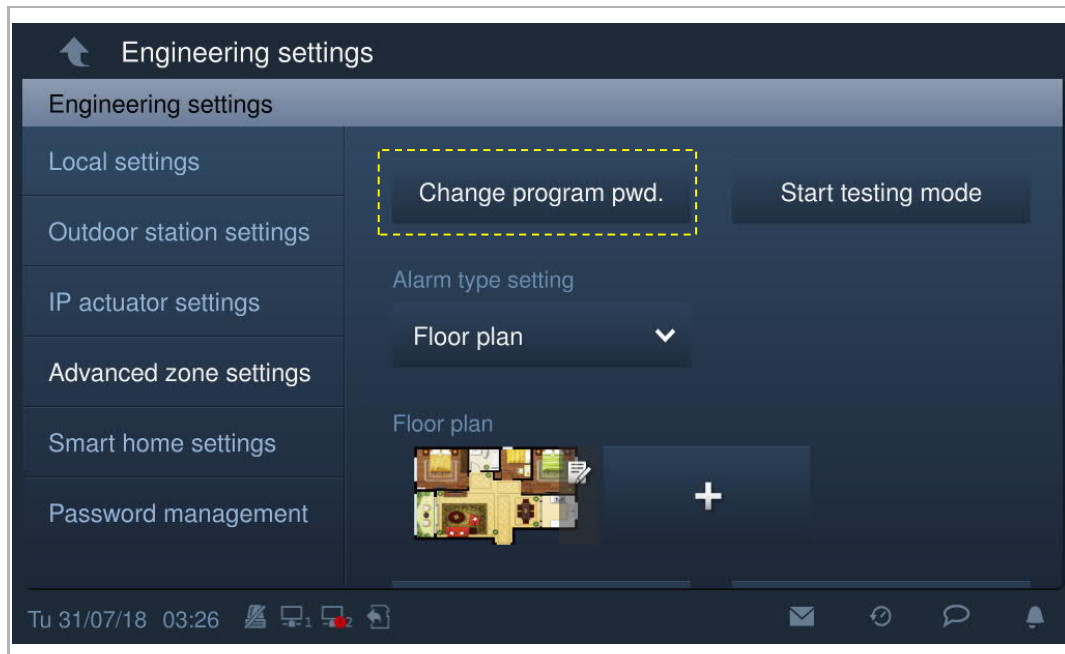 Engineering settings
Engineering settings
Local settings
Outdoor station settings
IP actuator settings
Advanced zone settings
Smart home settings
Password management
Change program pwd.
Start testing mode
Alarm type setting
Floor plan
Floor plan
+
Tu 31/07/18 03:26 1 2